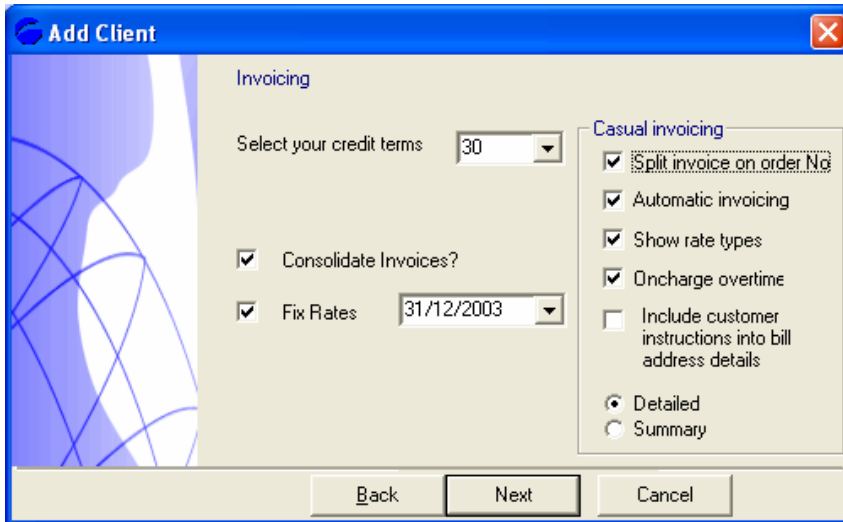 Add Client
Invoicing
Select your credit terms 30
Consolidate Invoices?
Fix Rates 31/12/2003
Casual invoicing
Split invoice on order No
Automatic invoicing
Show rate types
Oncharge overtime
Include customer
instructions into bill
address details
Detailed
Summary
Back Next Cancel